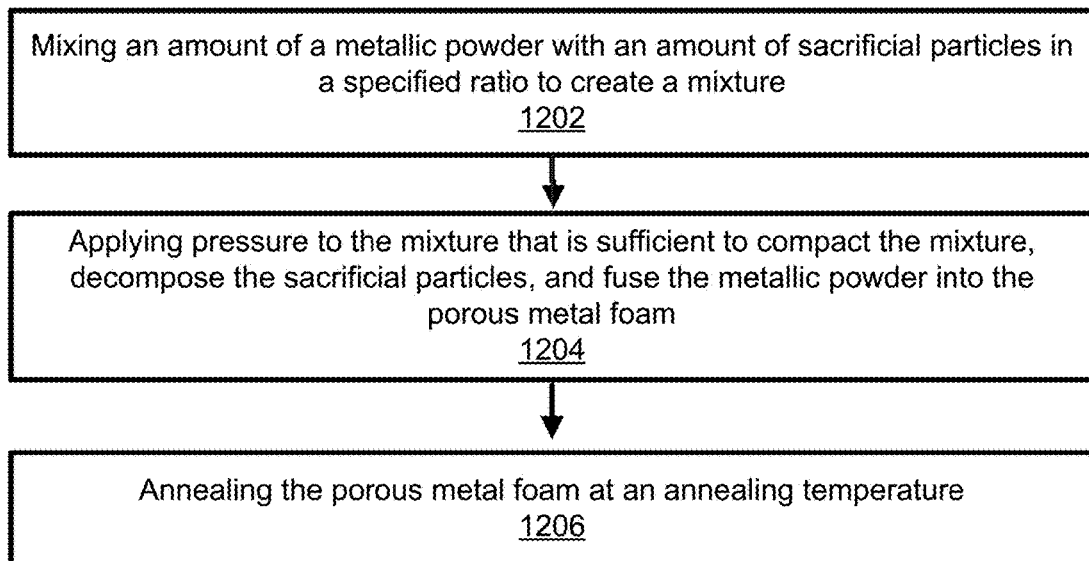 Mixing an amount of a metallic powder with an amount of sacrificial particles in
a specified ratio to create a mixture
1202
Applying pressure to the mixture that is sufficient to compact the mixture,
decompose the sacrificial particles, and fuse the metallic powder into the
porous metal foam
1204
Annealing the porous metal foam at an annealing temperature
1206